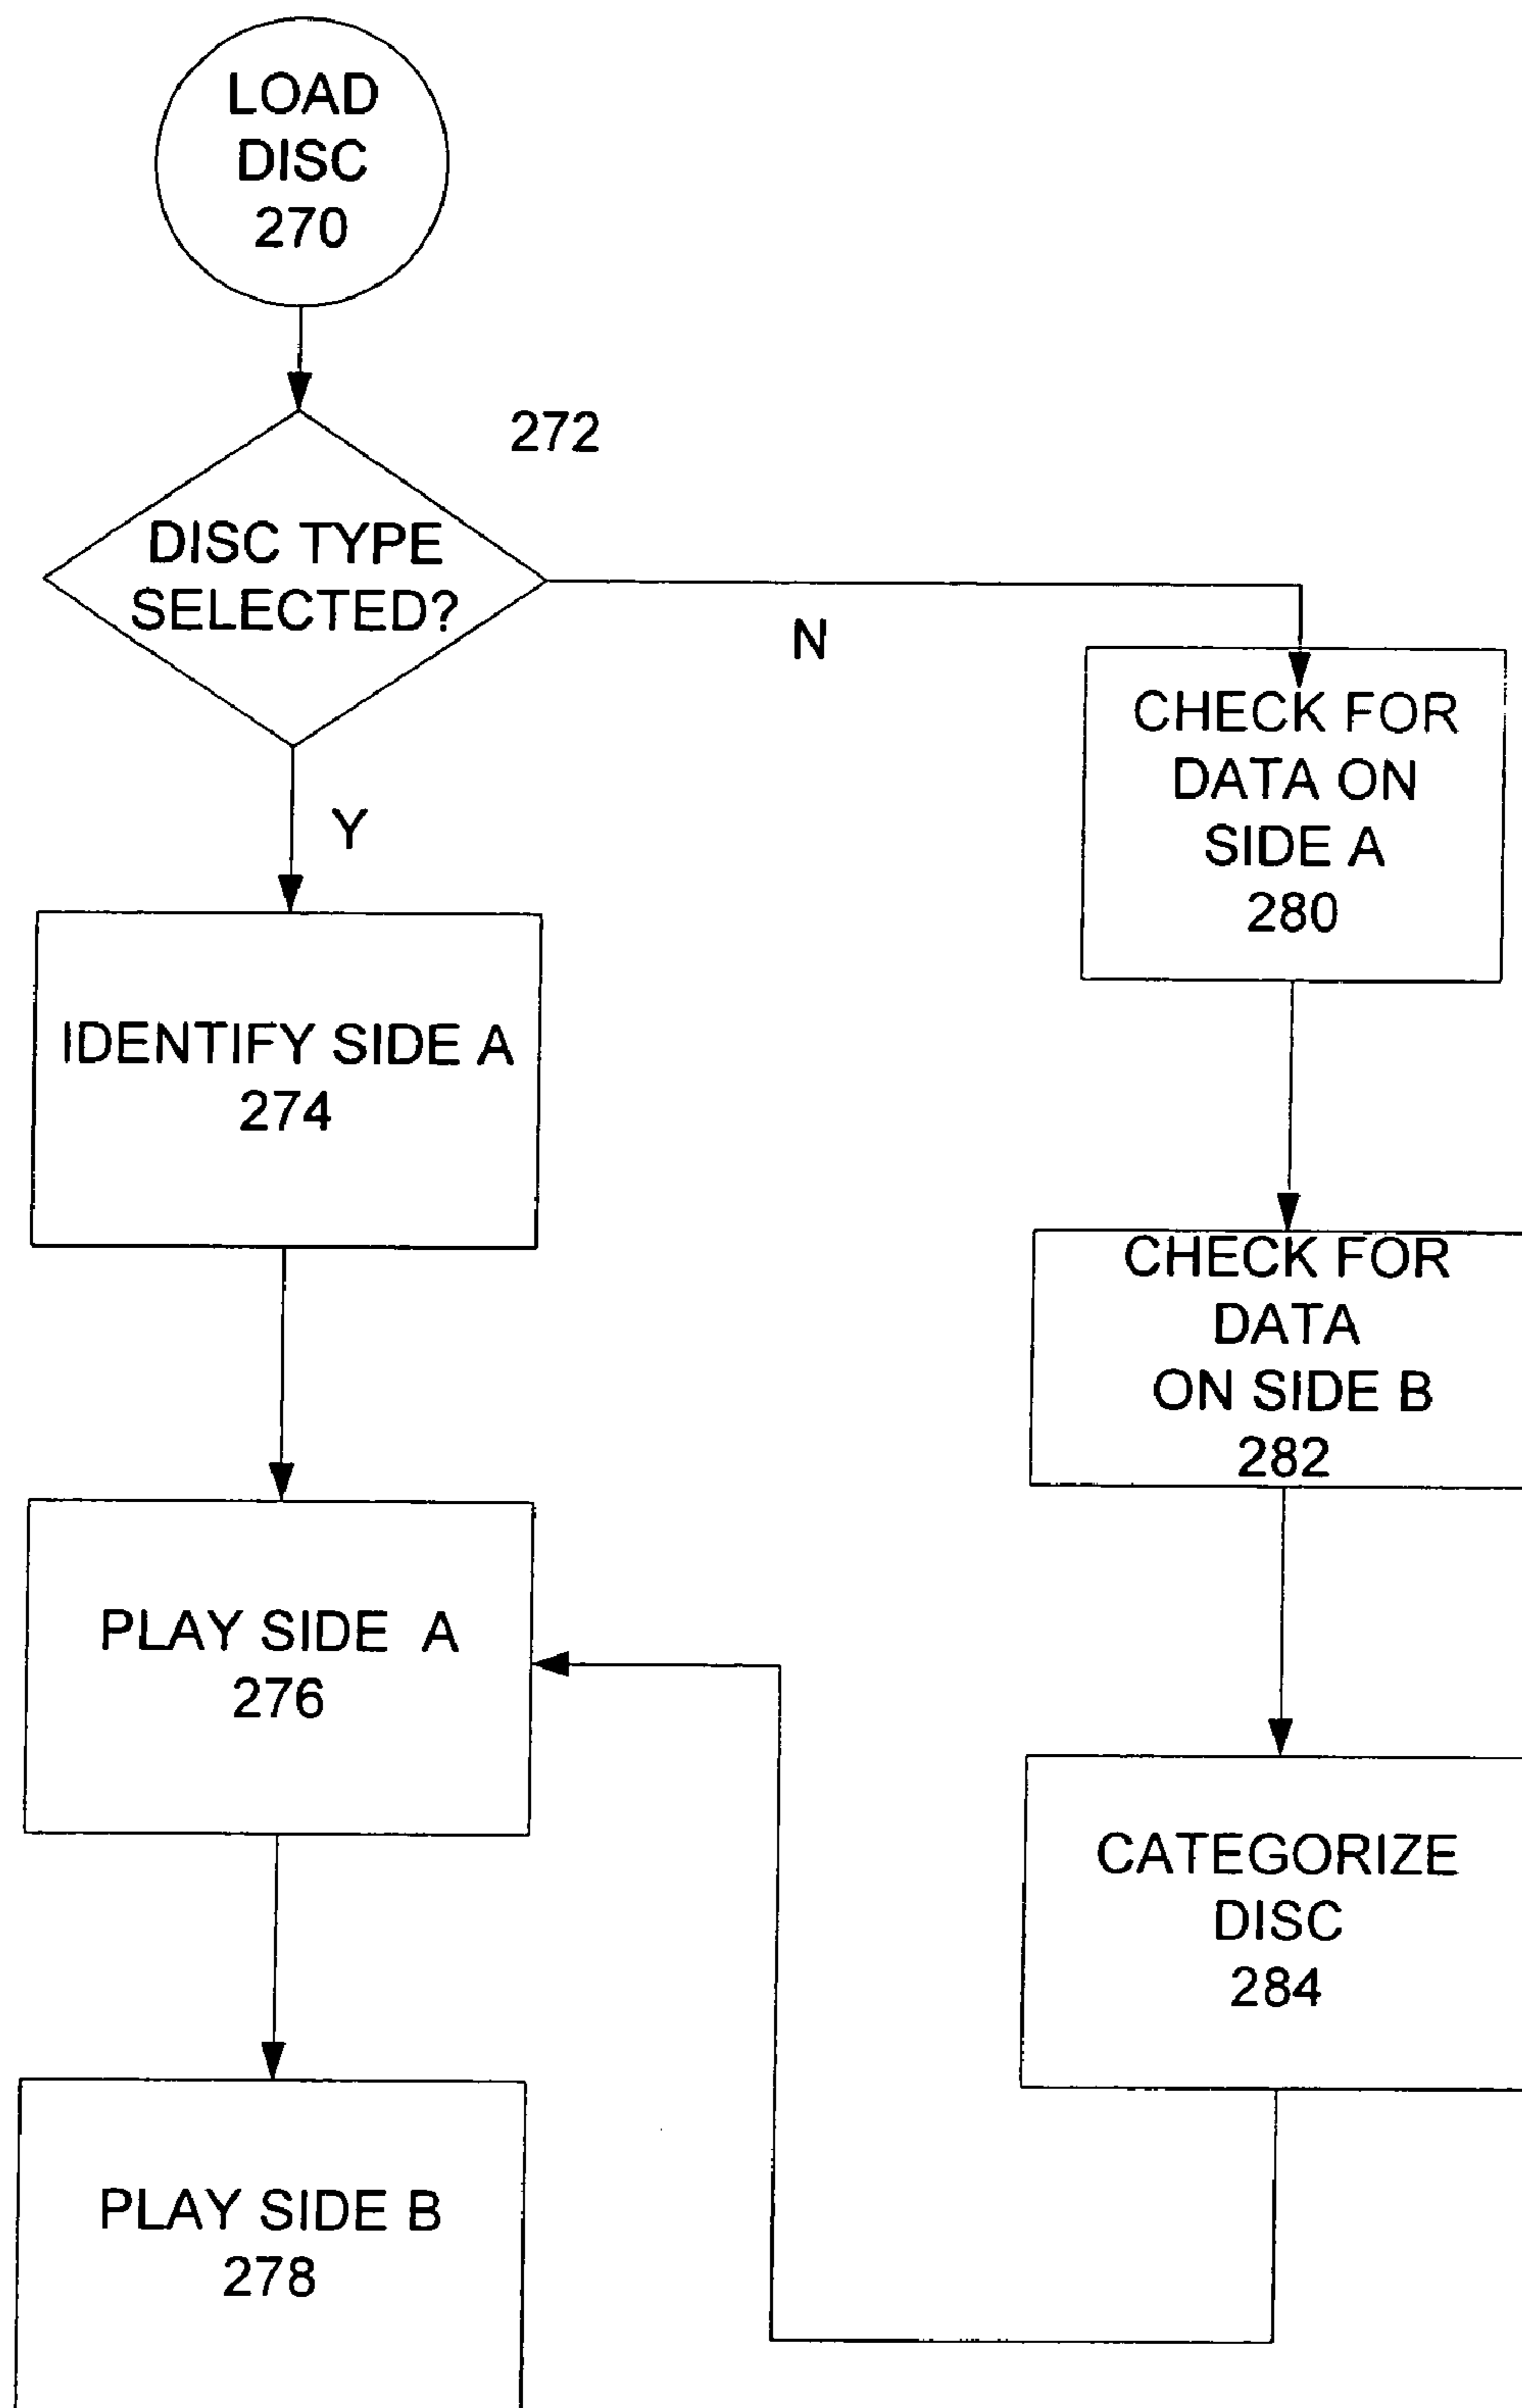 LOAD
DISC
270
272
DISC TYPE
SELECTED?
N
Y
CHECK FOR
DATA ON
SIDE A
280
IDENTIFY SIDE A
274
CHECK FOR
DATA
ON SIDE B
282
PLAY SIDE A
276
CATEGORIZE
DISC
284
PLAY SIDE B
278